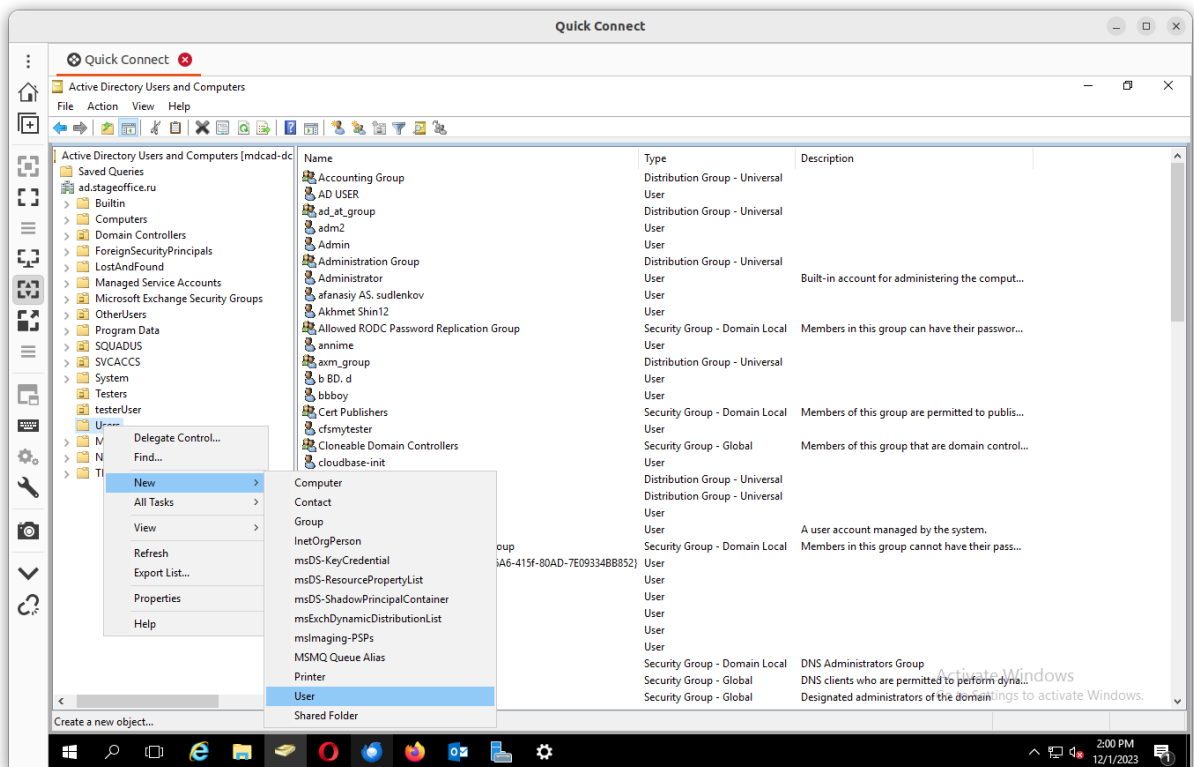 Quick Connect
Quick Connect
Active Directory Users and Computers
File Action View Help
Active Directory Users and Computers [mdcad-dc
Saved Queries
ad.stageoffice.ru
Builtin
Computers
Domain Controllers
ForeignSecurityPrincipals
LostAndFound
Managed Service Accounts
Microsoft Exchange Security Groups
OtherUsers
Program Data
SQUADUS
SVCACCS
System
Testers
testerUser
Users
M
N
Delegate Control...
Find...
New
All Tasks
View
Refresh
Export List...
Properties
Help
Computer
Contact
Group
InetOrgPerson
msDS-KeyCredential
msDS-ResourcePropertyList
msDS-ShadowPrincipalContainer
msExchDynamicDistributionList
msImaging-PSPs
MSMQ Queue Alias
Printer
User
Shared Folder
Name Type Description
Accounting Group Distribution Group - Universal
AD USER User
ad_at_group Distribution Group - Universal
adm2 User
Admin User
Administration Group Distribution Group - Universal
Administrator User Built-in account for administering the comput...
afanasiy AS. sudlenkov User
Akhmet Shin12 User
Allowed RODC Password Replication Group Security Group - Domain Local Members in this group can have their passwor...
annime User
axm_group Distribution Group - Universal
b BD. d User
bbboy User
Cert Publishers Security Group - Domain Local Members of this group are permitted to publis...
cfsmytester User
Cloneable Domain Controllers Security Group - Global Members of this group that are domain control...
cloudbase-init User
Distribution Group - Universal
Distribution Group - Universal
User
User A user account managed by the system.
oup Security Group - Domain Local Members in this group cannot have their pass...
6A6-415f-80AD-7E09334BB852} User
User
User
User
User
User
Security Group - Domain Local DNS Administrators Group
Security Group - Global DNS clients who are permitted to perform dyna...
Security Group - Global Designated administrators of the domain
Activate Windows
Go to Settings to activate Windows.
Create a new object...
2:00 PM
12/1/2023
1